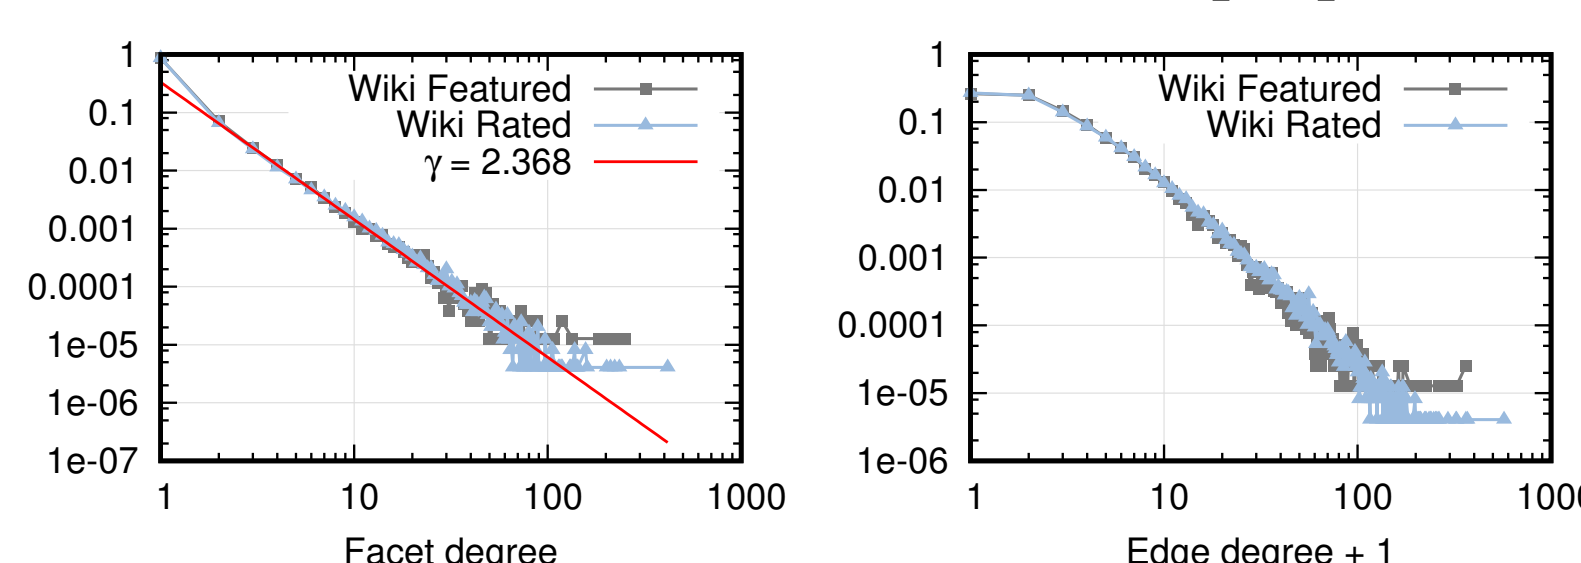 Wiki Featured
Wiki Rated
γ = 2.368
1
0.1
0.01
0.001
0.0001
1e-05
1e-06
1e-07
1 10 100 1000
Facet degree
Wiki Featured
Wiki Rated
1
0.1
0.01
0.001
0.0001
1e-05
1e-06
1 10 100 100
Edge degree + 1